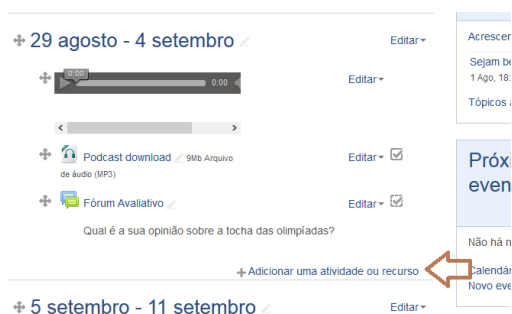 29 agosto - 4 setembro
Editar
0:00
0:00
Editar
Podcast download 9Mb Arquivo
de áudio (MP3)
Editar
Fórum Avaliativo
Editar
Qual é a sua opinião sobre a tocha das olimpíadas?
Adicionar uma atividade ou recurso
5 setembro - 11 setembro
Editar
Acrescen
Sejam be
1 Ago, 18:
Tópicos a
Próxi
even
Não há n
Calendár
Novo eve